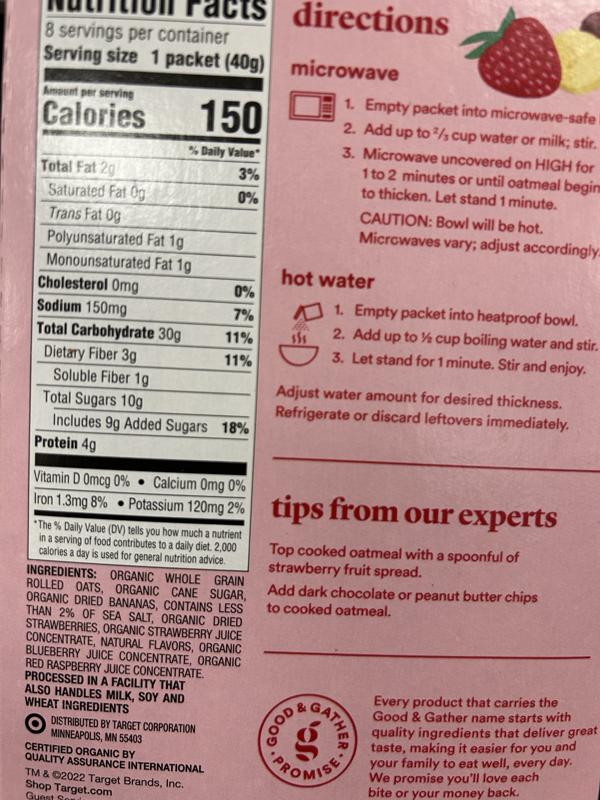 Nutrition Facts
8 servings per container
Serving size 1 packet (40g)
Amount per serving
Calories 150
% Daily Value*
Total Fat 2g 3%
Saturated Fat 0g 0%
Trans Fat 0g
Polyunsaturated Fat 1g
Monounsaturated Fat 1g
Cholesterol 0mg 0%
Sodium 150mg 7%
Total Carbohydrate 30g 11%
Dietary Fiber 3g 11%
Soluble Fiber 1g
Total Sugars 10g
Includes 9g Added Sugars 18%
Protein 4g
Vitamin D 0mcg 0% • Calcium 0mg 0%
Iron 1.3mg 8% • Potassium 120mg 2%
*The % Daily Value (DV) tells you how much a nutrient
in a serving of food contributes to a daily diet. 2,000
calories a day is used for general nutrition advice.
INGREDIENTS: ORGANIC WHOLE GRAIN
ROLLED OATS, ORGANIC CANE SUGAR,
ORGANIC DRIED BANANAS, CONTAINS LESS
THAN 2% OF SEA SALT, ORGANIC DRIED
STRAWBERRIES, ORGANIC STRAWBERRY JUICE
CONCENTRATE, NATURAL FLAVORS, ORGANIC
BLUEBERRY JUICE CONCENTRATE, ORGANIC
RED RASPBERRY JUICE CONCENTRATE.
PROCESSED IN A FACILITY THAT
ALSO HANDLES MILK, SOY AND
WHEAT INGREDIENTS
DISTRIBUTED BY TARGET CORPORATION
MINNEAPOLIS, MN 55403
CERTIFIED ORGANIC BY
QUALITY ASSURANCE INTERNATIONAL
TM & ©2022 Target Brands, Inc.
Shop Target.com
Guest
directions
microwave
1. Empty packet into microwave-safe
2. Add up to ²/₃ cup water or milk; stir.
3. Microwave uncovered on HIGH for
1 to 2 minutes or until oatmeal begin
to thicken. Let stand 1 minute.
CAUTION: Bowl will be hot.
Microwaves vary; adjust accordingly.
hot water
1. Empty packet into heatproof bowl.
2. Add up to ½ cup boiling water and stir.
3. Let stand for 1 minute. Stir and enjoy.
Adjust water amount for desired thickness.
Refrigerate or discard leftovers immediately.
tips from our experts
Top cooked oatmeal with a spoonful of
strawberry fruit spread.
Add dark chocolate or peanut butter chips
to cooked oatmeal.
GOOD & GATHER
g
• PROMISE •
Every product that carries the
Good & Gather name starts with
quality ingredients that deliver great
taste, making it easier for you and
your family to eat well, every day.
We promise you'll love each
bite or your money back.